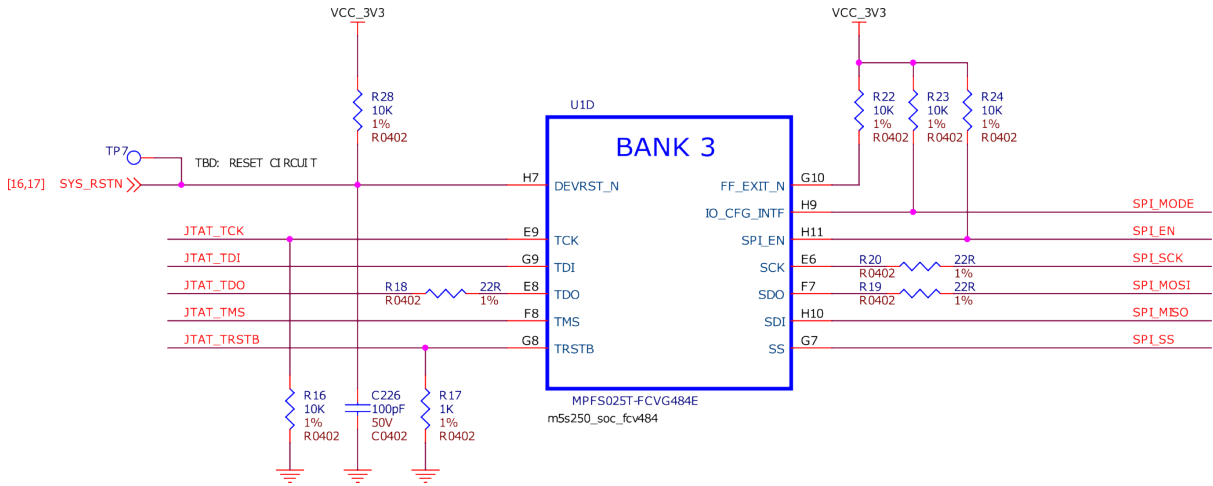 VCC_3V3
VCC_3V3
R28
10K
1%
R0402
U1D
R22
10K
1%
R0402
R23
10K
1%
R0402
R24
10K
1%
R0402
BANK 3
TP7
TBD: RESET CIRCUIT
[16,17] SYS_RSTN
H7 DEVRST_N
FF_EXIT_N G10
IO_CFG_INTF H9 SPI_MODE
JTAT_TCK E9 TCK
SPI_EN H11 SPI_EN
JTAT_TDI G9 TDI
SCK E6 R20 22R SPI_SCK
R0402 1%
JTAT_TDO R18 22R E8 TDO
R0402 1%
SDO F7 R19 22R SPI_MOSI
R0402 1%
JTAT_TMS F8 TMS
SDI H10 SPI_MISO
JTAT_TRSTB G8 TRSTB
SS G7 SPI_SS
R16
10K
1%
R0402
C226
100pF
50V
C0402
R17
1K
1%
R0402
MPFS025T-FCVG484E
m5s250_soc_fcv484